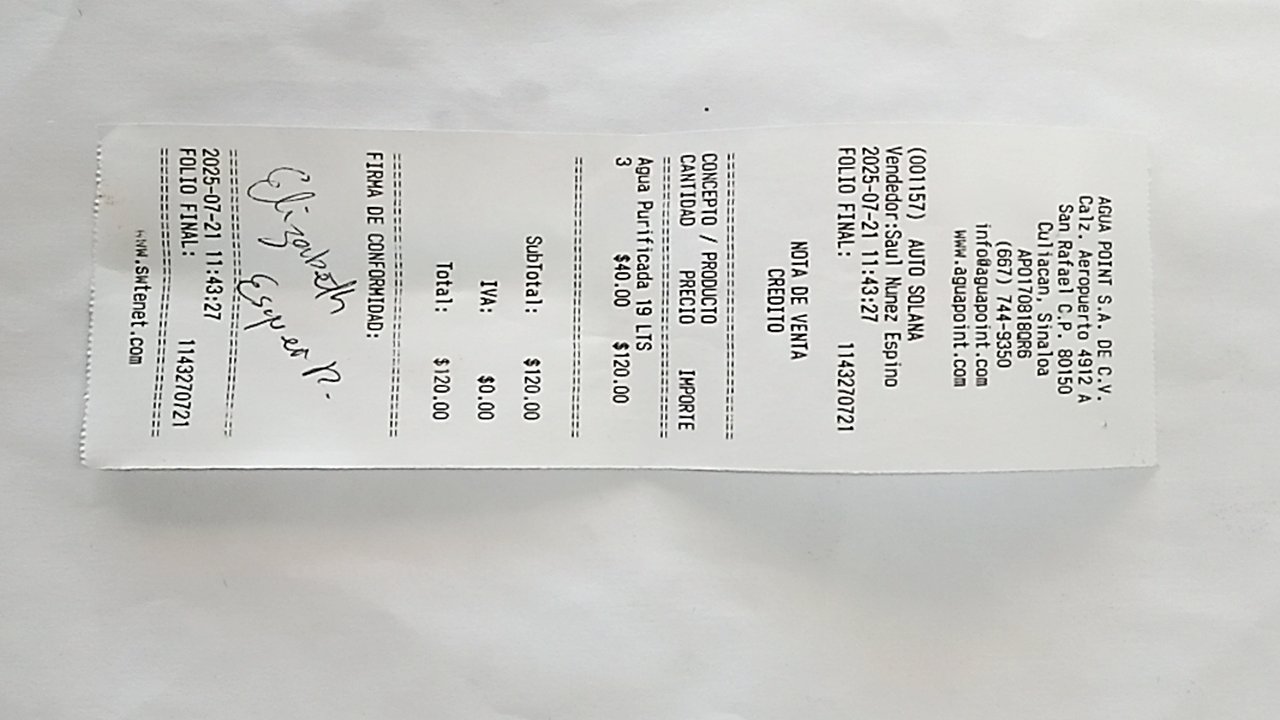 AGUA POINT S.A. DE C.V.
Calz. Aeropuerto 4912 A
San Rafael C.P. 80150
Culiacan, Sinaloa
APO170818QR6
(667) 744-9350
info@aguapoint.com
www.aguapoint.com
(001157) AUTO SOLANA
Vendedor:Saul Nunez Espino
2025-07-21 11:43:27
FOLIO FINAL: 1143270721
NOTA DE VENTA
CREDITO
==============================
CONCEPTO / PRODUCTO
CANTIDAD PRECIO IMPORTE
==============================
Agua Purificada 19 LTS
3 $40.00 $120.00
==============================
SubTotal: $120.00
IVA: $0.00
Total: $120.00
==============================
FIRMA DE CONFORMIDAD:
Elizabeth
Esquer P.
==============================
2025-07-21 11:43:27
FOLIO FINAL: 1143270721
==============================
www.swtenet.com